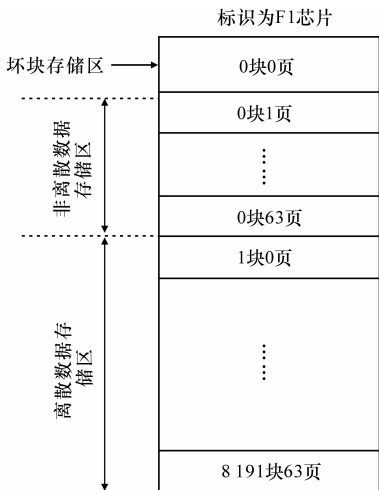 标识为F1芯片
坏块存储区
0块0页
0块1页
非离散数据
存储区
0块63页
1块0页
离散数据存
储区
8 191块63页